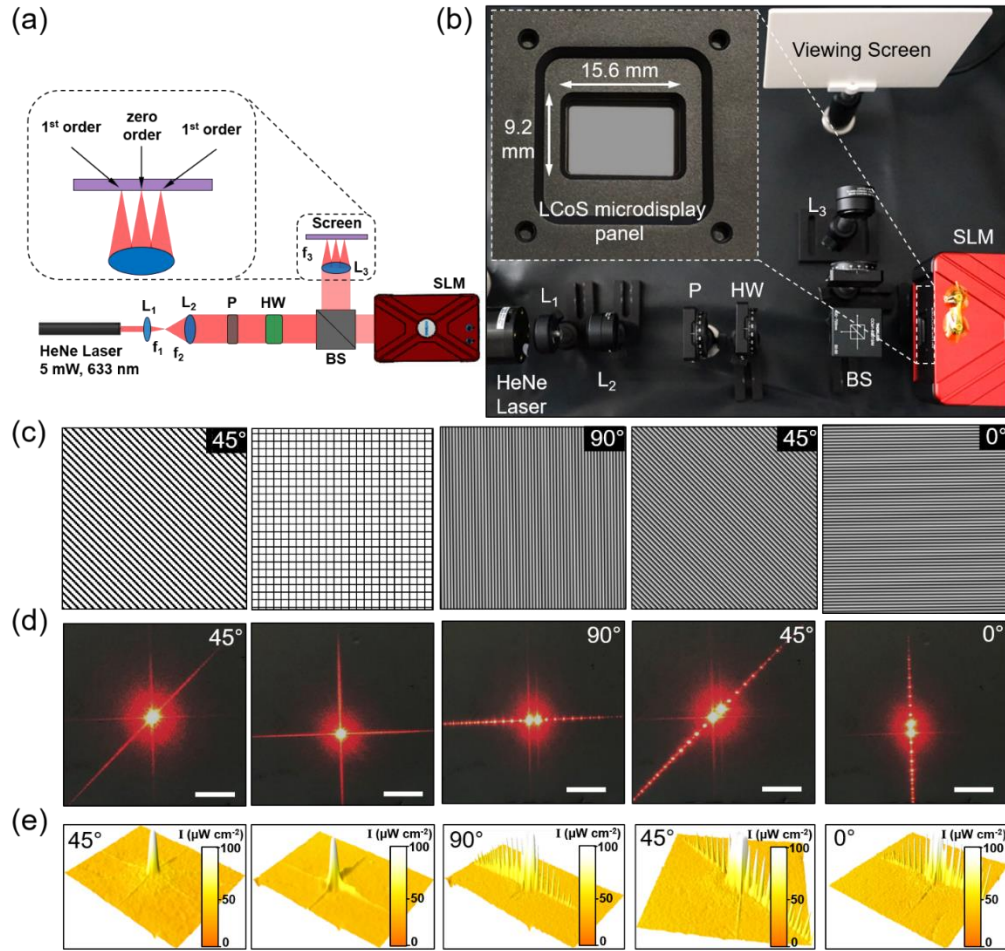 (a)
1st order
zero
order
1st order
Screen
f3
L3
SLM
L1
L2
P
HW
f1
f2
BS
HeNe Laser
5 mW, 633 nm
(b)
15.6 mm
9.2
mm
LCoS microdisplay
panel
Viewing Screen
L3
SLM
L1
P
HW
HeNe
Laser
L2
BS
(c)
45°
90°
45°
0°
(d)
45°
90°
45°
0°
(e)
45°
I (µW cm-2)
100
50
0
I (µW cm-2)
100
50
0
90°
I (µW cm-2)
100
50
0
45°
I (µW cm-2)
100
50
0
0°
I (µW cm-2)
100
50
0